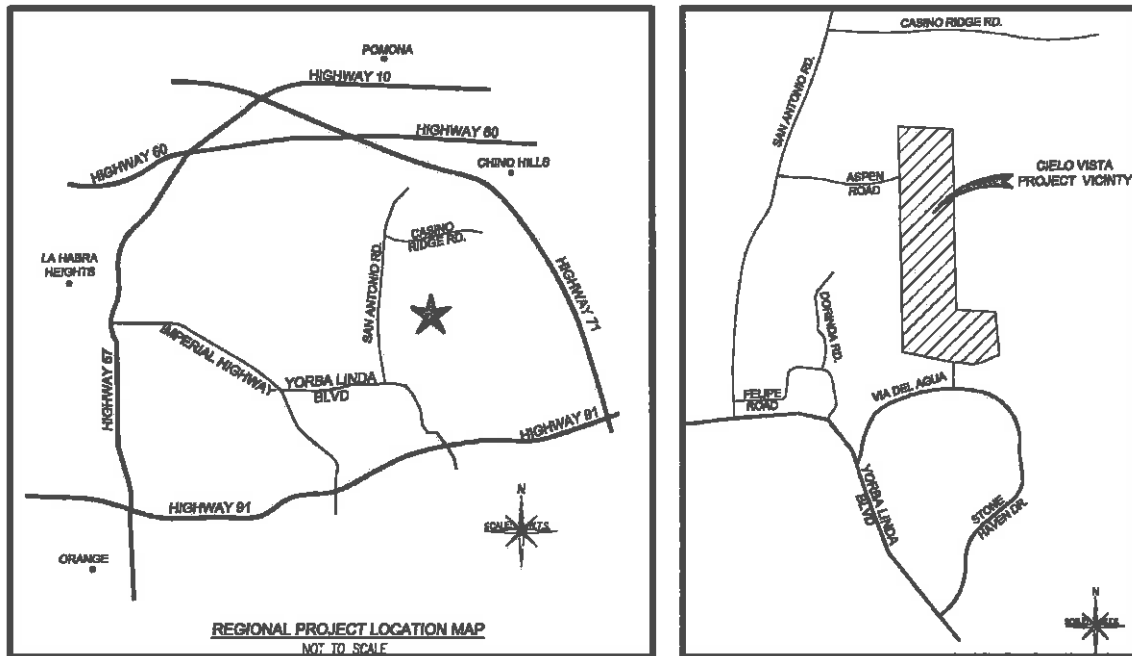 POMONA
HIGHWAY 10
HIGHWAY 60
HIGHWAY 60
CHINO HILLS
CASINO
RIDGE RD.
LA HABRA
HEIGHTS
SAN ANTONIO RD.
HIGHWAY 71
IMPERIAL HIGHWAY
YORBA LINDA
BLVD
HIGHWAY 57
HIGHWAY 91
HIGHWAY 91
N
SCALE: N.T.S.
ORANGE
REGIONAL PROJECT LOCATION MAP
NOT TO SCALE
CASINO RIDGE RD.
SAN ANTONIO RD.
ASPEN
ROAD
CIELO VISTA
PROJECT VICINTY
DORINDA RD.
FELIPE
ROAD
VIA DEL AGUA
YORBA LINDA
BLVD
STONE
HAVEN DR.
N